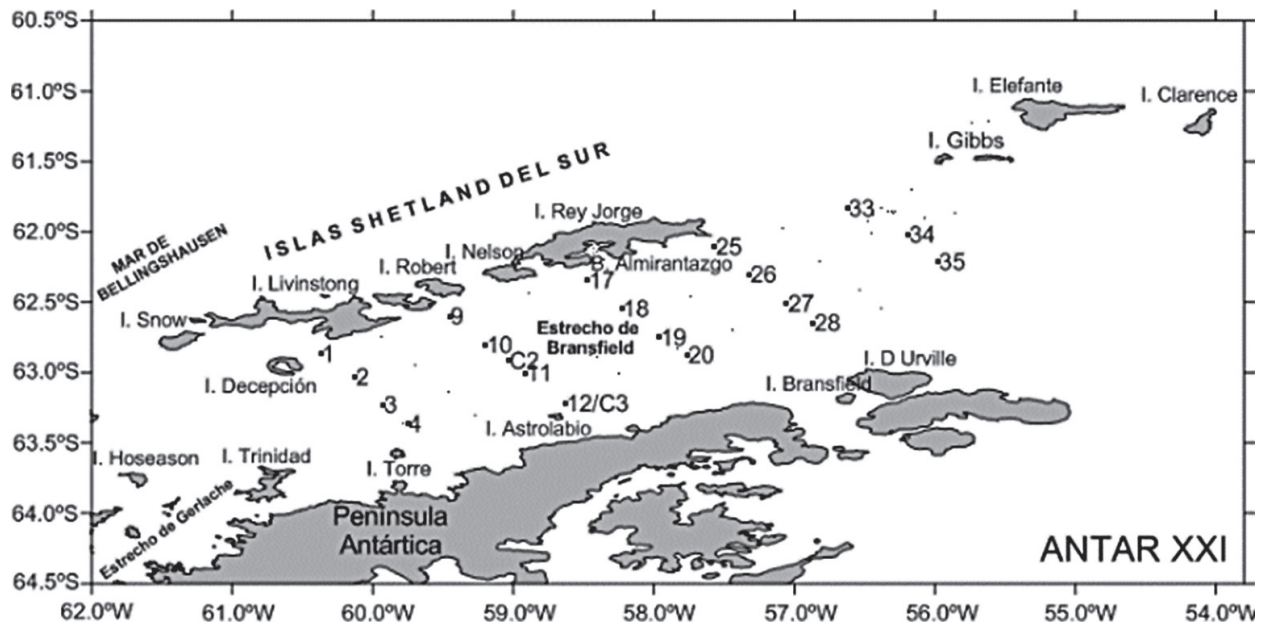 60.5ºS
61.0ºS
61.5ºS
62.0ºS
62.5ºS
63.0ºS
63.5ºS
64.0ºS
64.5ºS
I. Elefante
I. Clarence
I. Gibbs
ISLAS SHETLAND DEL SUR
MAR DE
BELLINGSHAUSEN
I. Rey Jorge
33
34
35
I. Nelson
25
B. Almirantazgo
26
I. Robert
17
I. Livinstong
27
18
I. Snow
9
28
Estrecho de
Bransfield
19
10
20
1
C2
I. D Urville
11
2
I. Decepción
I. Bransfield
3
12/C3
4
I. Astrolabio
I. Hoseason
I. Trinidad
I. Torre
Estrecho de Gerlache
Península
Antártica
ANTAR XXI
62.0ºW 61.0ºW 60.0ºW 59.0ºW 58.0ºW 57.0ºW 56.0ºW 55.0ºW 54.0ºW